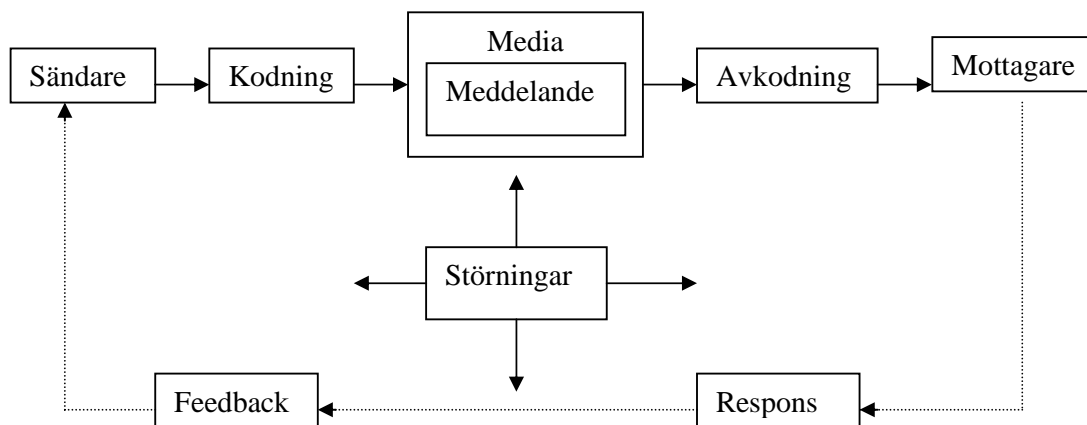 Sändare
Kodning
Media
Meddelande
Avkodning
Mottagare
Störningar
Feedback
Respons